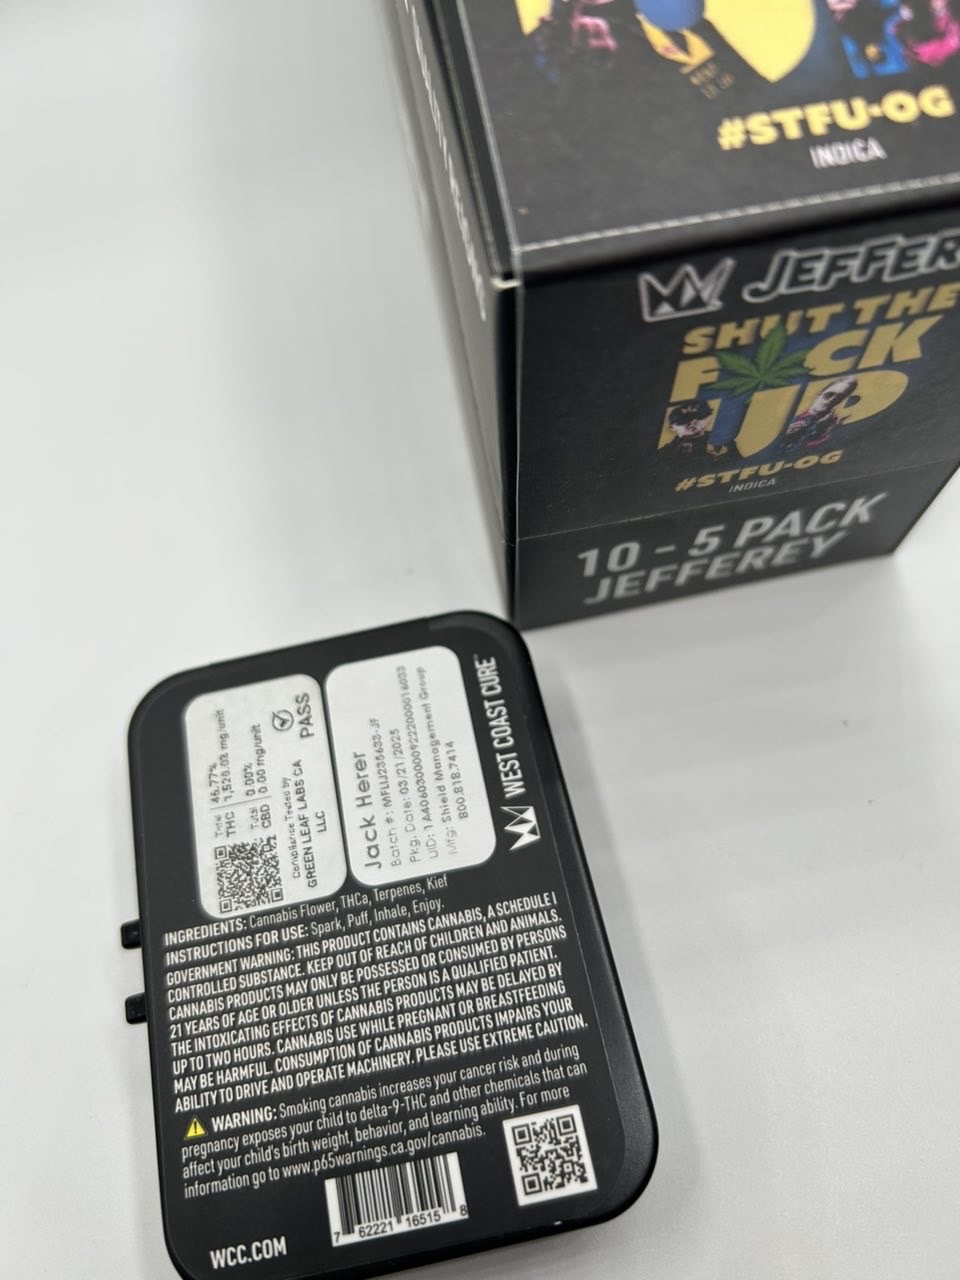 #STFU-OG
INDICA
JEFFER
SHUT THE
F CK
UP
#STFU-OG
INDICA
10 - 5 PACK
JEFFEREY
Total 46.77%
THC 1,520.03 mg/unit
Total 0.00%
CBD 0.00 mg/unit
PASS
Compliance Tested by
GREEN LEAF LABS CA
LLC
Jack Herer
Batch #: MFLIJ235633-JF
Pkg. Date: 03/21/2025
UID: 1A4060300009222000016033
Mfg: Shield Management Group
800.818.7414
WEST COAST CURE™
INGREDIENTS: Cannabis Flower, THCa, Terpenes, Kief
INSTRUCTIONS FOR USE: Spark, Puff, Inhale, Enjoy.
GOVERNMENT WARNING: THIS PRODUCT CONTAINS CANNABIS, A SCHEDULE I
CONTROLLED SUBSTANCE. KEEP OUT OF REACH OF CHILDREN AND ANIMALS.
CANNABIS PRODUCTS MAY ONLY BE POSSESSED OR CONSUMED BY PERSONS
21 YEARS OF AGE OR OLDER UNLESS THE PERSON IS A QUALIFIED PATIENT.
THE INTOXICATING EFFECTS OF CANNABIS PRODUCTS MAY BE DELAYED BY
UP TO TWO HOURS. CANNABIS USE WHILE PREGNANT OR BREASTFEEDING
MAY BE HARMFUL. CONSUMPTION OF CANNABIS PRODUCTS IMPAIRS YOUR
ABILITY TO DRIVE AND OPERATE MACHINERY. PLEASE USE EXTREME CAUTION.
WARNING: Smoking cannabis increases your cancer risk and during
pregnancy exposes your child to delta-9-THC and other chemicals that can
affect your child's birth weight, behavior, and learning ability. For more
information go to www.p65warnings.ca.gov/cannabis.
7 62221 16515 8
WCC.COM